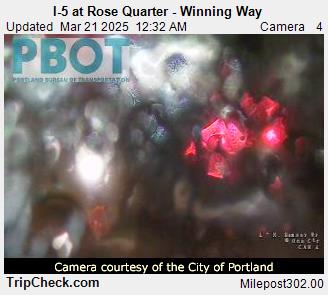 I-5 at Rose Quarter - Winning Way
Updated Mar 21 2025 12:32 AM Camera 4
PBOT
PORTLAND BUREAU OF TRANSPORTATION
Camera courtesy of the City of Portland
TripCheck.com Milepost302.00